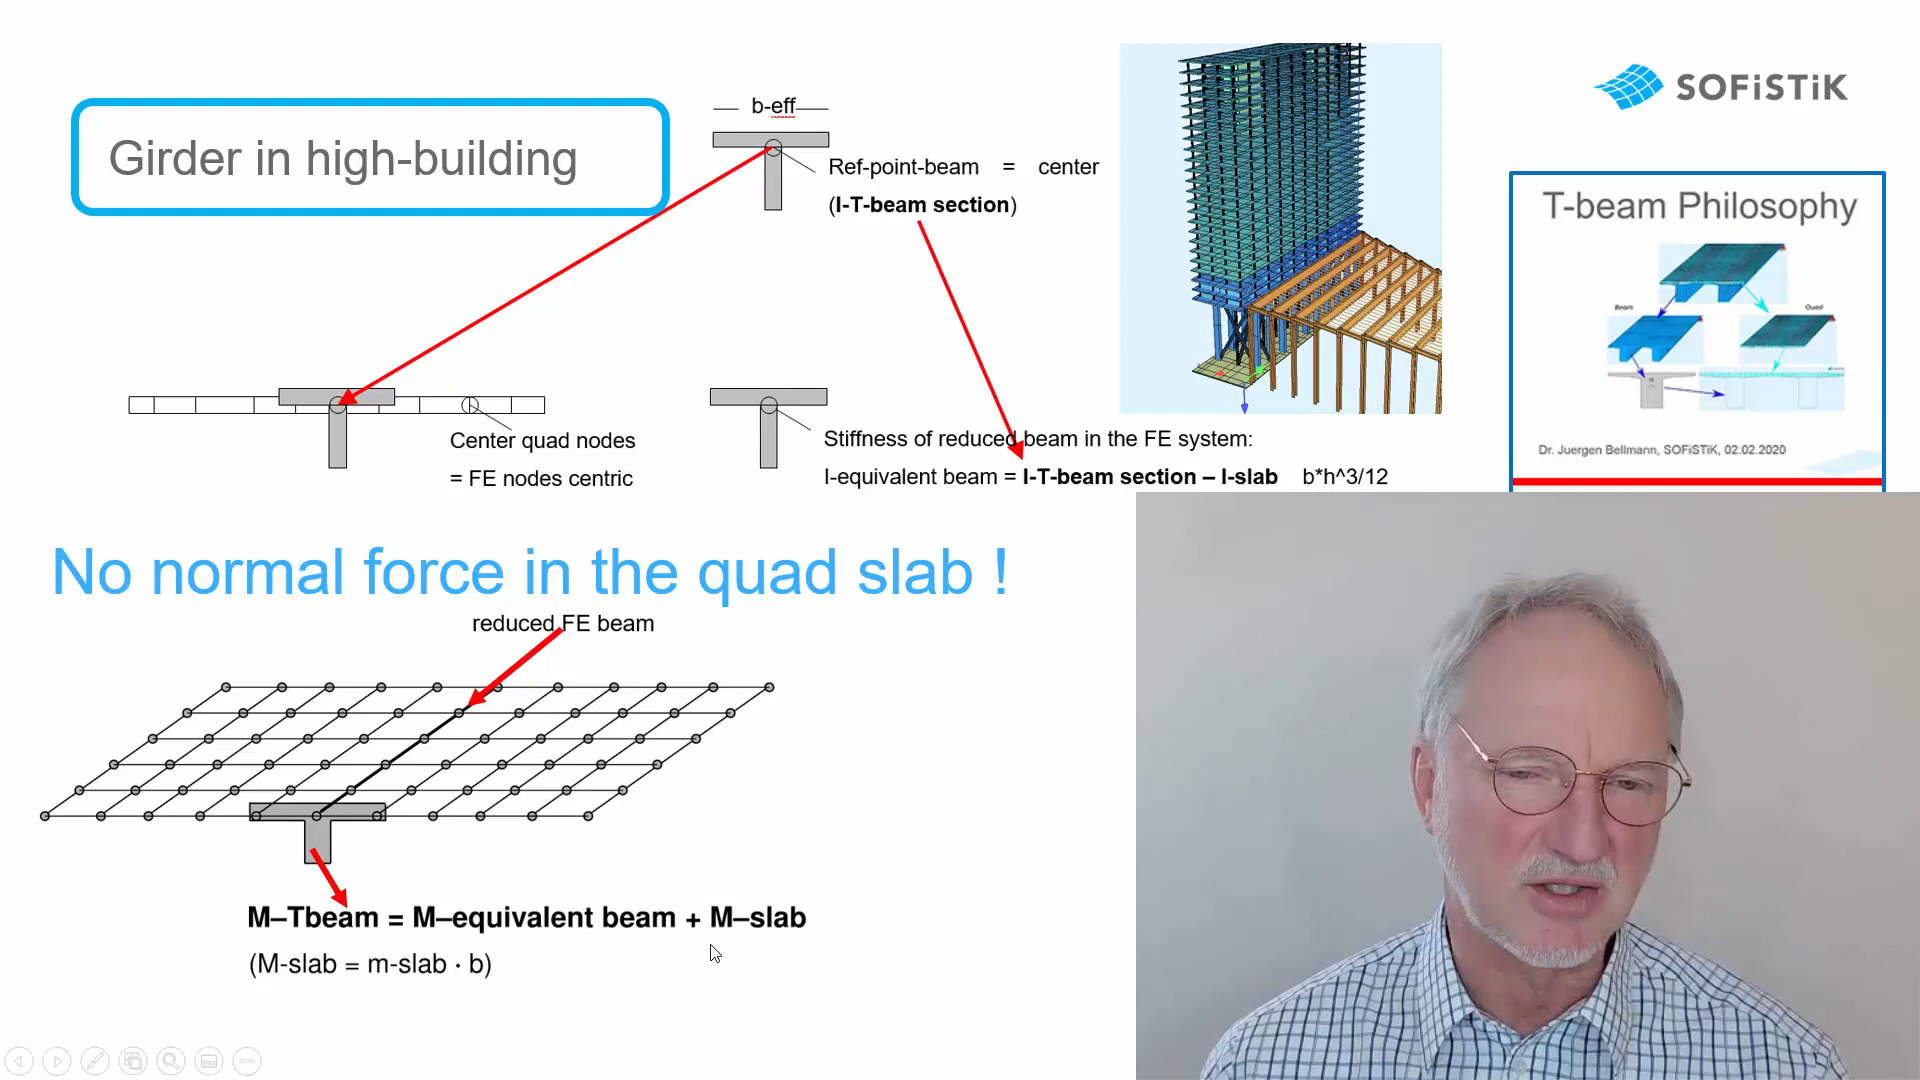 b-eff
SOFiSTiK
Girder in high-building
Ref-point-beam = center
(I-T-beam section)
T-beam Philosophy
Beam
Quad
Center quad nodes
= FE nodes centric
Stiffness of reduced beam in the FE system:
I-equivalent beam = I-T-beam section – I-slab b*h^3/12
Dr. Juergen Bellmann, SOFiSTiK, 02.02.2020
No normal force in the quad slab !
reduced FE beam
M–Tbeam = M–equivalent beam + M–slab
(M-slab = m-slab · b)